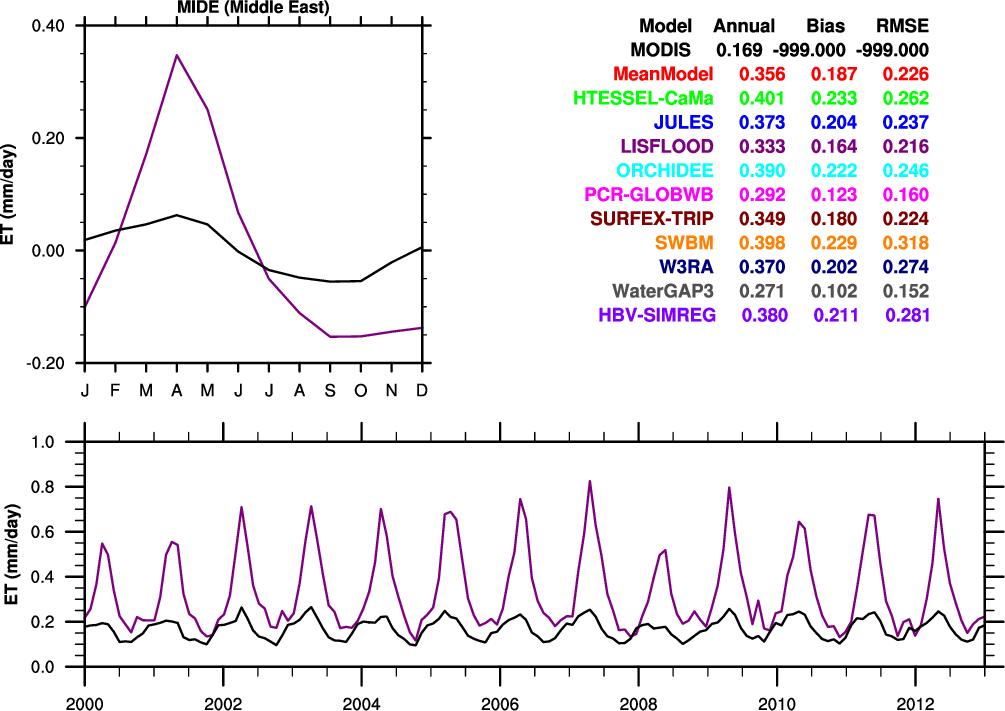 MIDE (Middle East)
0.40
0.20
0.00
-0.20
ET (mm/day)
J F M A M J J A S O N D
Model Annual Bias RMSE
MODIS 0.169 -999.000 -999.000
MeanModel 0.356 0.187 0.226
HTESSEL-CaMa 0.401 0.233 0.262
JULES 0.373 0.204 0.237
LISFLOOD 0.333 0.164 0.216
ORCHIDEE 0.390 0.222 0.246
PCR-GLOBWB 0.292 0.123 0.160
SURFEX-TRIP 0.349 0.180 0.224
SWBM 0.398 0.229 0.318
W3RA 0.370 0.202 0.274
WaterGAP3 0.271 0.102 0.152
HBV-SIMREG 0.380 0.211 0.281
1.0
0.8
0.6
0.4
0.2
0.0
ET (mm/day)
2000 2002 2004 2006 2008 2010 2012